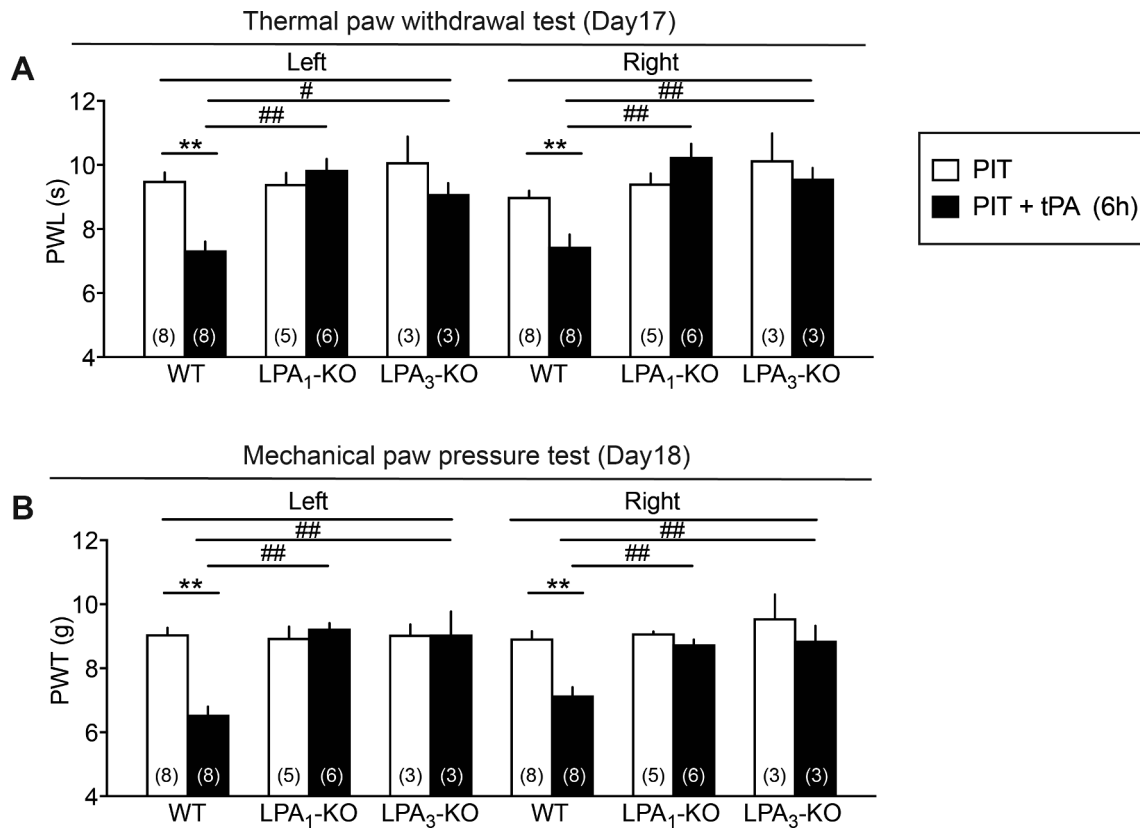 Thermal paw withdrawal test (Day17)
A
Left Right
# ##
## ##
** **
12
10
8
6
4
PWL (s)
(8) (8) (5) (6) (3) (3) (8) (8) (5) (6) (3) (3)
WT LPA₁-KO LPA₃-KO WT LPA₁-KO LPA₃-KO
PIT
PIT + tPA (6h)
Mechanical paw pressure test (Day18)
B
Left Right
## ##
## ##
** **
12
10
8
6
4
PWT (g)
(8) (8) (5) (6) (3) (3) (8) (8) (5) (6) (3) (3)
WT LPA₁-KO LPA₃-KO WT LPA₁-KO LPA₃-KO